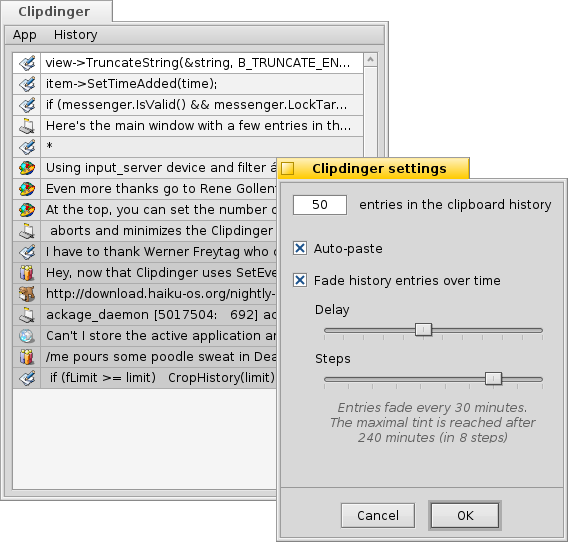 Clipdinger
App History
view->TruncateString(&string, B_TRUNCATE_EN...
item->SetTimeAdded(time);
if (messenger.IsValid() && messenger.LockTar...
Here's the main window with a few entries in th...
*
Using input_server device and filter
Even more thanks go to Rene Gollent
At the top, you can set the number
aborts and minimizes the Clipdinger
I have to thank Werner Freytag who
Hey, now that Clipdinger uses SetEve
http://download.haiku-os.org/nightly-
ackage_daemon [5017504: 692]
Can't I store the active application
/me pours some poodle sweat in Dea
if (fLimit >= limit) CropHistory(limit)
Clipdinger settings
50 entries in the clipboard history
Auto-paste
Fade history entries over time
Delay
Steps
Entries fade every 30 minutes.
The maximal tint is reached after
240 minutes (in 8 steps)
Cancel OK